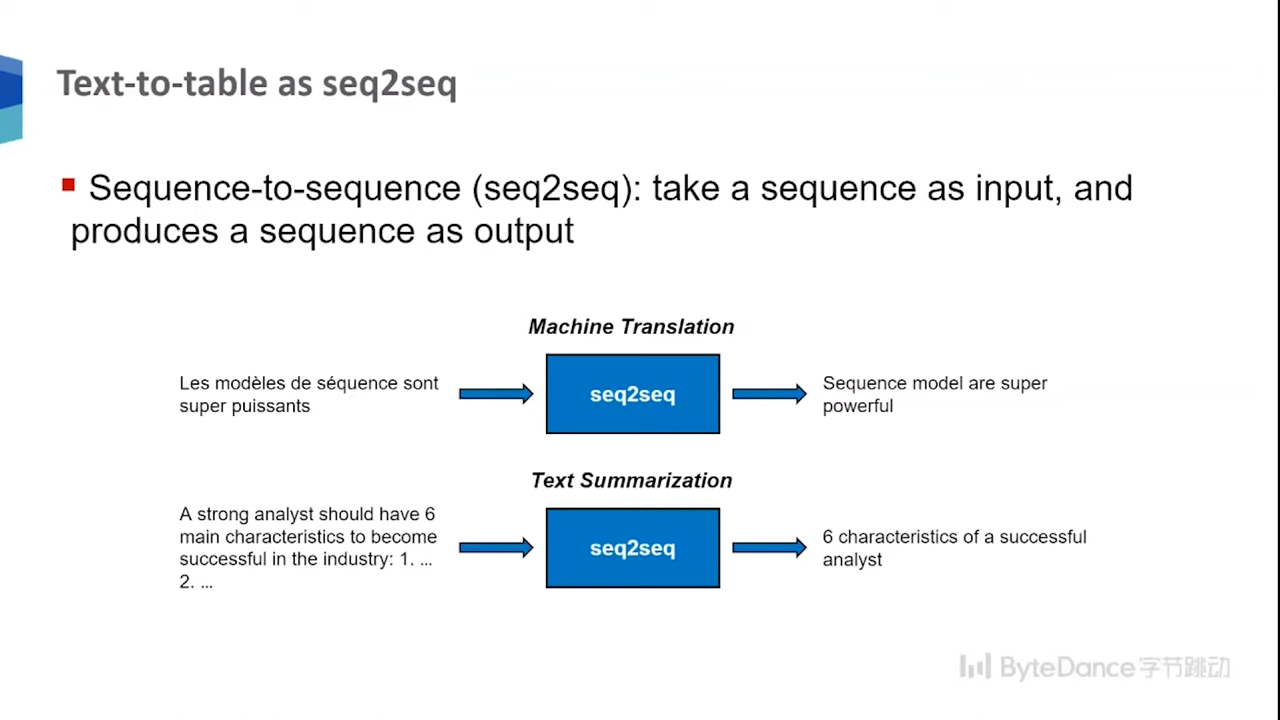 Text-to-table as seq2seq
Sequence-to-sequence (seq2seq): take a sequence as input, and
produces a sequence as output
Machine Translation
Les modèles de séquence sont
super puissants
seq2seq
Sequence model are super
powerful
Text Summarization
A strong analyst should have 6
main characteristics to become
successful in the industry: 1. ...
2. ...
seq2seq
6 characteristics of a successful
analyst
ByteDance字节跳动